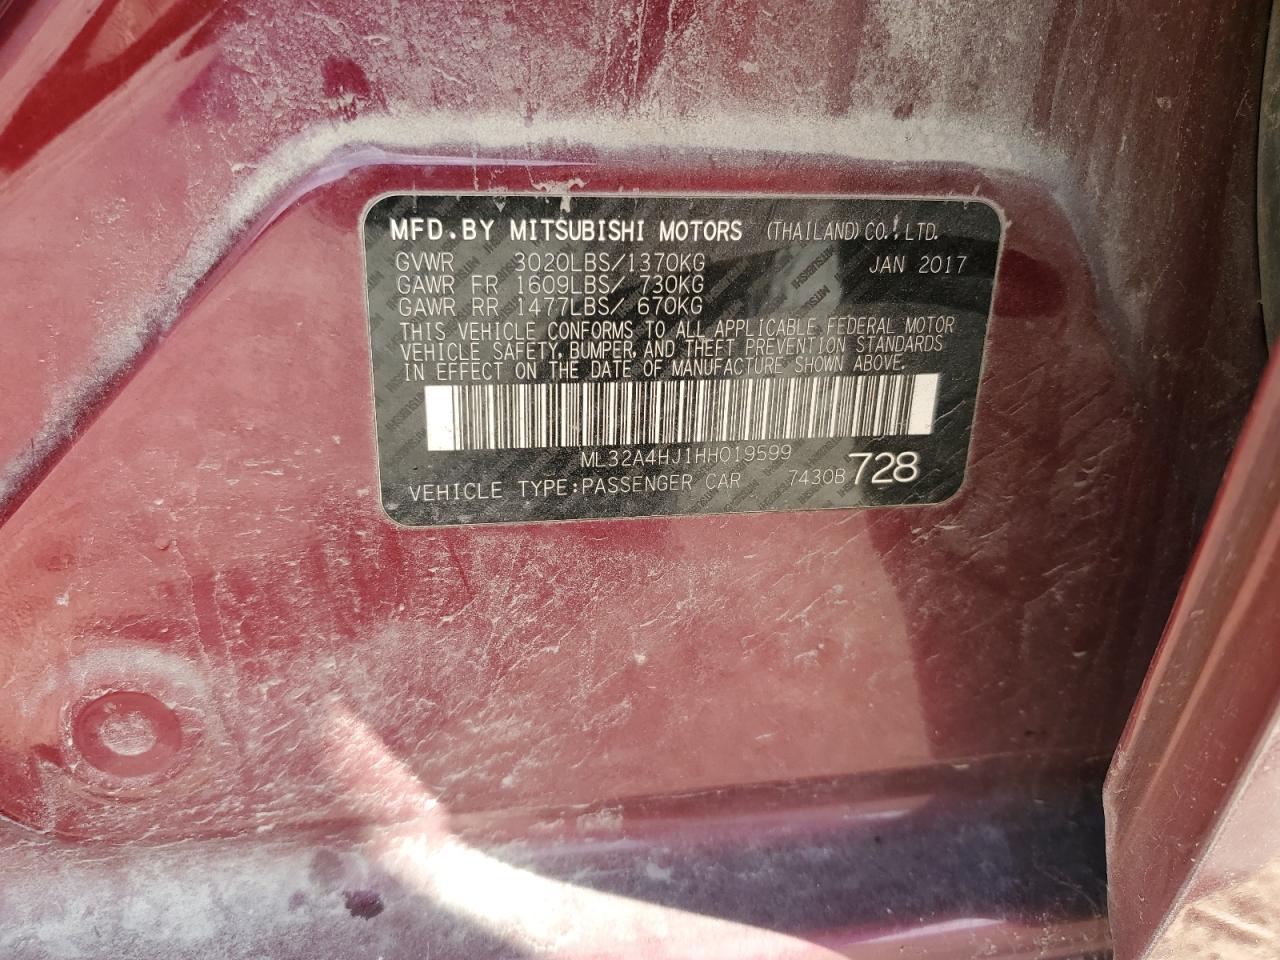 MFD.BY MITSUBISHI MOTORS (THAILAND) CO., LTD.
GVWR 3020LBS/1370KG JAN 2017
GAWR FR 1609LBS/ 730KG
GAWR RR 1477LBS/ 670KG
THIS VEHICLE CONFORMS TO ALL APPLICABLE FEDERAL MOTOR
VEHICLE SAFETY, BUMPER, AND THEFT PREVENTION STANDARDS
IN EFFECT ON THE DATE OF MANUFACTURE SHOWN ABOVE.
ML32A4HJ1HH019599
VEHICLE TYPE:PASSENGER CAR 7430B 728